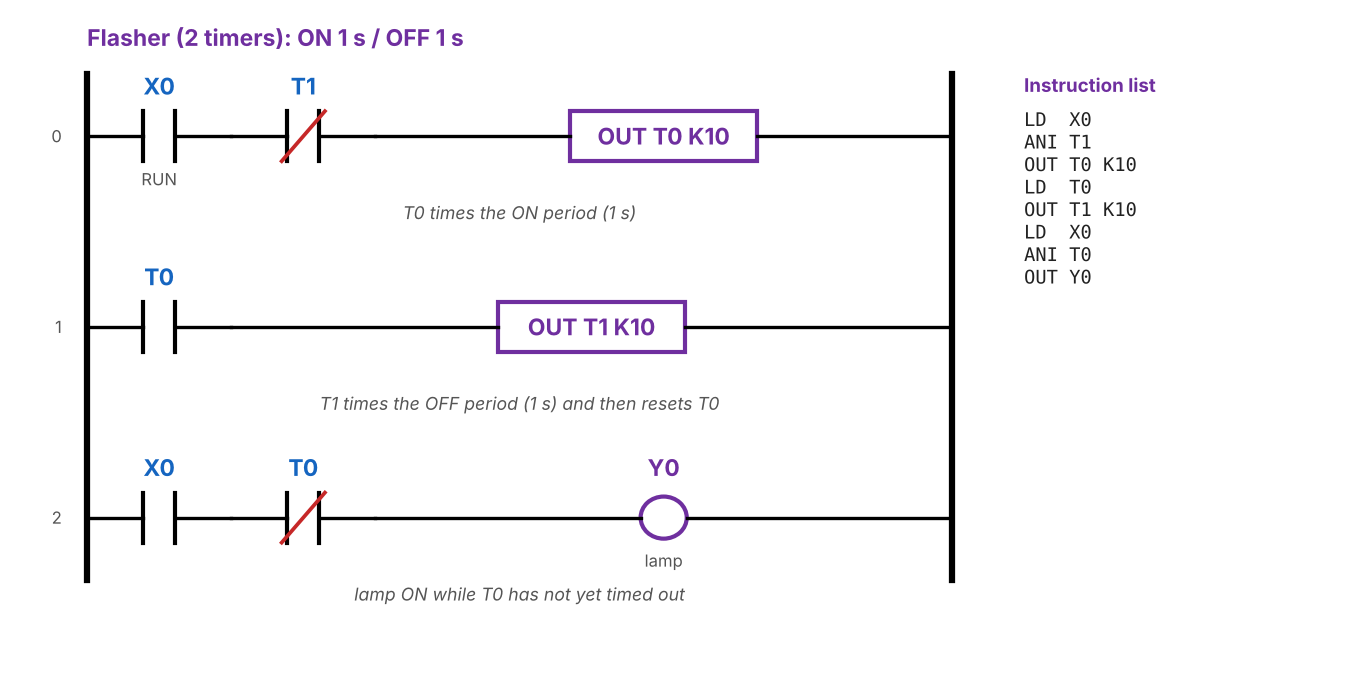 Flasher (2 timers): ON 1 s / OFF 1 s
X0 T1
0 OUT T0 K10
RUN
T0 times the ON period (1 s)
T0
1 OUT T1 K10
T1 times the OFF period (1 s) and then resets T0
X0 T0 Y0
2
lamp
lamp ON while T0 has not yet timed out
Instruction list
LD X0
ANI T1
OUT T0 K10
LD T0
OUT T1 K10
LD X0
ANI T0
OUT Y0